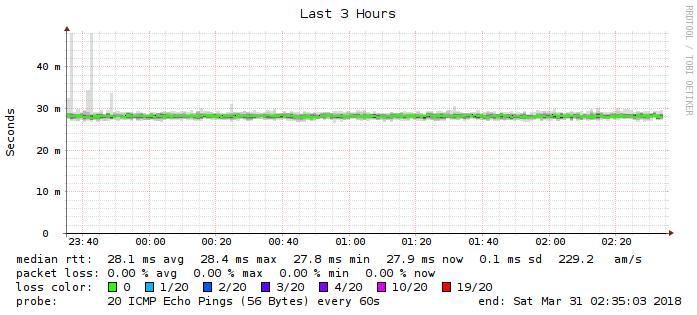 Last 3 Hours
RRDTOOL / TOBI OETIKER
Seconds
40 m
30 m
20 m
10 m
0
23:40 00:00 00:20 00:40 01:00 01:20 01:40 02:00 02:20
median rtt: 28.1 ms avg 28.4 ms max 27.8 ms min 27.9 ms now 0.1 ms sd 229.2 am/s
packet loss: 0.00 % avg 0.00 % max 0.00 % min 0.00 % now
loss color: 0 1/20 2/20 3/20 4/20 10/20 19/20
probe: 20 ICMP Echo Pings (56 Bytes) every 60s end: Sat Mar 31 02:35:03 2018